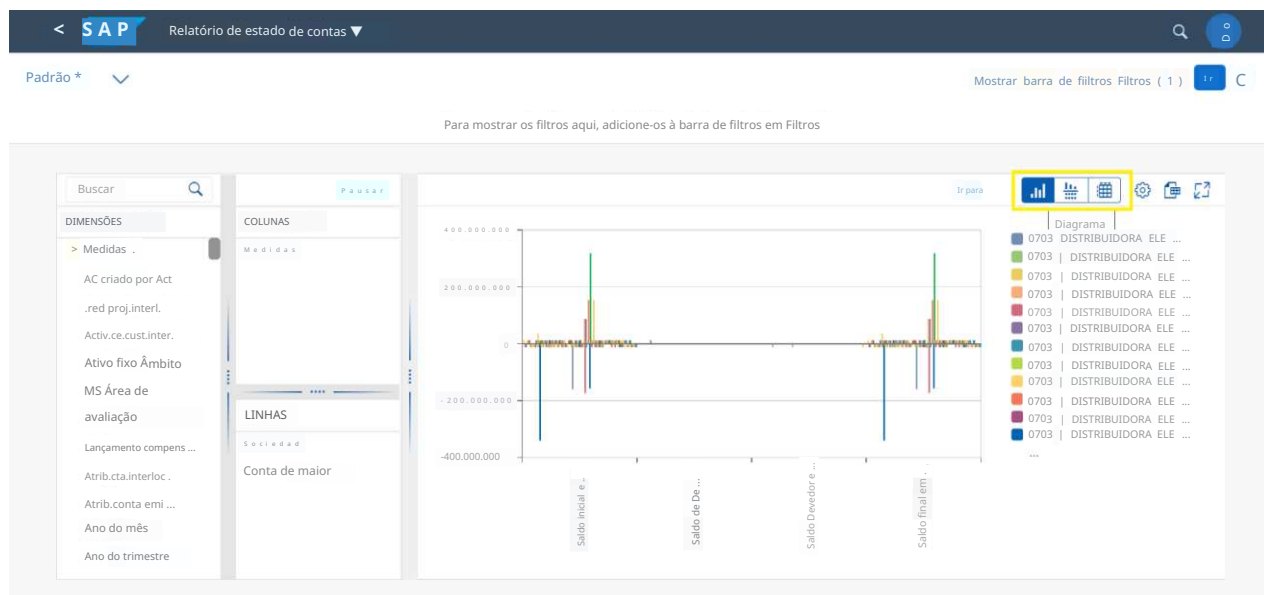 < SAP Relatório de estado de contas ▼
D O
Padrão *
Mostrar barra de fiiltros Filtros ( 1 ) Ir
Para mostrar os filtros aqui, adicione-os à barra de filtros em Filtros
Buscar
DIMENSÕES
> Medidas .
AC criado por Act
.red proj.interl.
Activ.ce.cust.inter.
Ativo fixo Âmbito
MS Área de
avaliação
Lançamento compens ...
Atrib.cta.interloc .
Atrib.conta emi ...
Ano do mês
Ano do trimestre
Pausar
COLUNAS
Medidas
LINHAS
Sociedad
Conta de maior
Ir para
400.000.000
200.000.000
0
- 200.000.000
-400.000.000
Saldo inicial e ..
Saldo de De ...
Saldo Devedor e ...
Saldo final em . .
Diagrama
0703 DISTRIBUIDORA ELE ...
0703 | DISTRIBUIDORA ELE ...
0703 | DISTRIBUIDORA ELE ...
0703 | DISTRIBUIDORA ELE ...
0703 | DISTRIBUIDORA ELE ...
0703 | DISTRIBUIDORA ELE ...
0703 | DISTRIBUIDORA ELE ...
0703 | DISTRIBUIDORA ELE ...
0703 | DISTRIBUIDORA ELE ...
0703 | DISTRIBUIDORA ELE ...
0703 | DISTRIBUIDORA ELE ...
0703 | DISTRIBUIDORA ELE ...
...